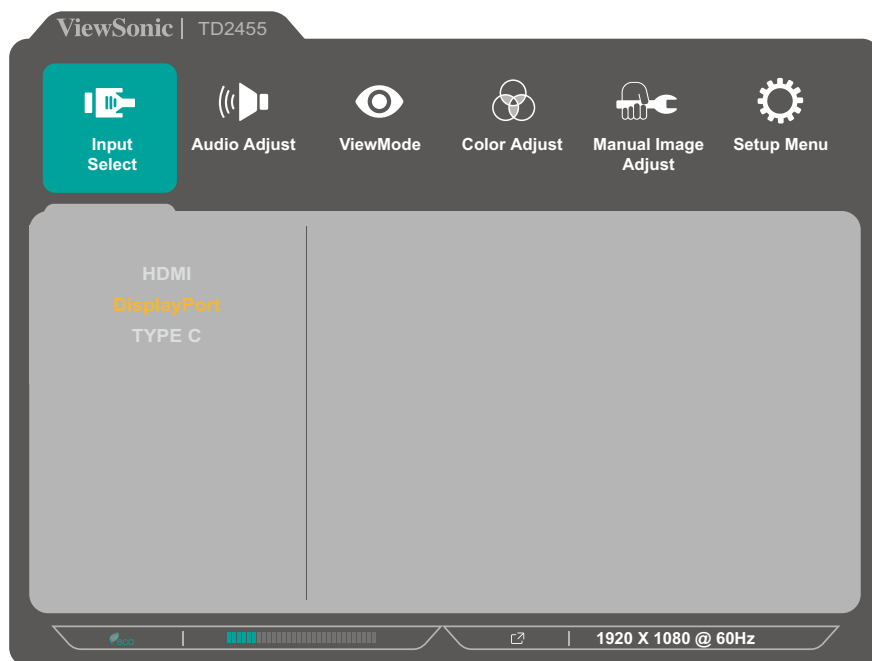 ViewSonic | TD2455
Input Select
Audio Adjust
ViewMode
Color Adjust
Manual Image Adjust
Setup Menu
HDMI
DisplayPort
TYPE C
eco
1920 X 1080 @ 60Hz